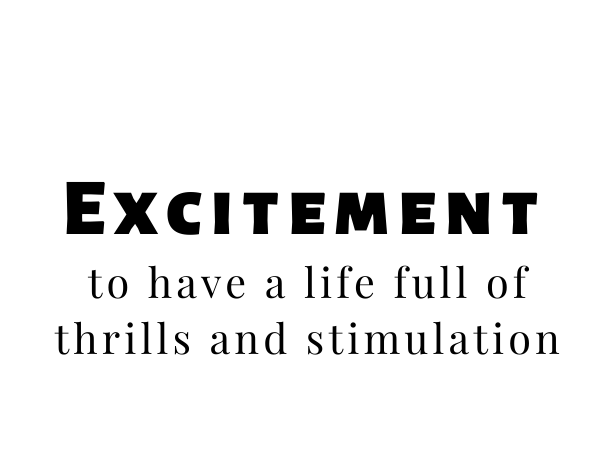 Excitement
to have a life full of
thrills and stimulation